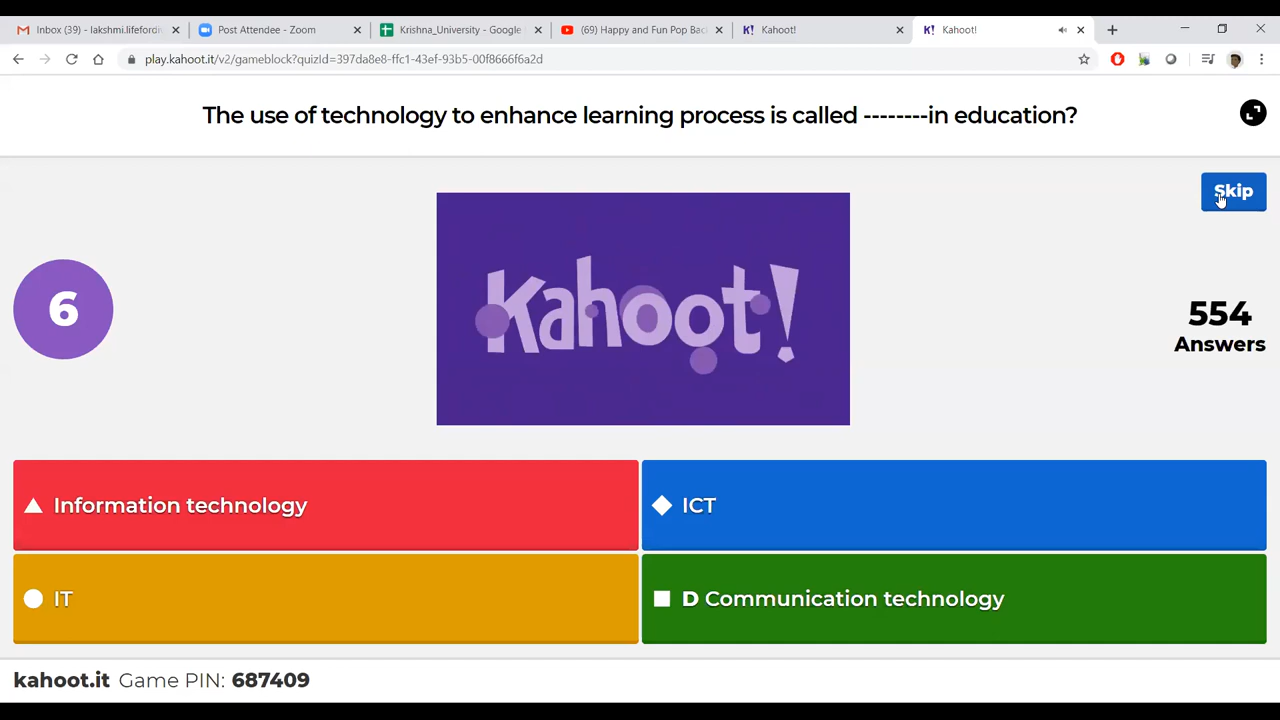 Inbox (39) - lakshmi.lifeford
Post Attendee - Zoom
Krishna_University - Google
(69) Happy and Fun Pop Bac
Kahoot!
Kahoot!
play.kahoot.it/v2/gameblock?quizId=397da8e8-ffc1-43ef-93b5-00f8666f6a2d
The use of technology to enhance learning process is called --------in education?
Skip
6
Kahoot!
554
Answers
Information technology
ICT
IT
D Communication technology
kahoot.it Game PIN: 687409